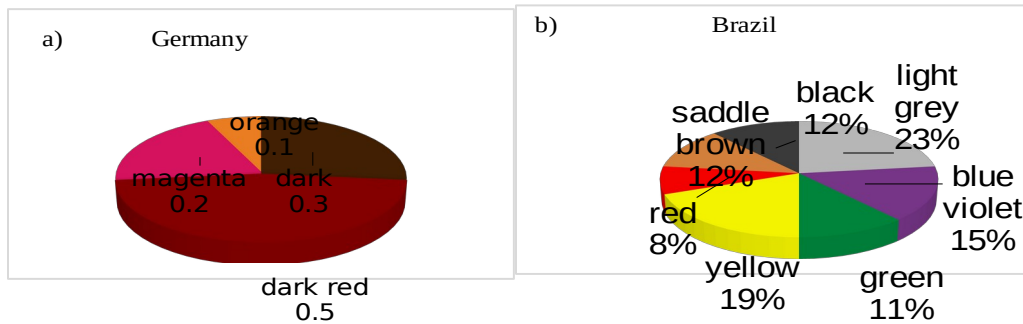 a) Germany
orange
0.1
magenta
0.2
dark
0.3
dark red
0.5
b) Brazil
black
12%
light
grey
23%
saddle
brown
12%
blue
violet
15%
red
8%
yellow
19%
green
11%